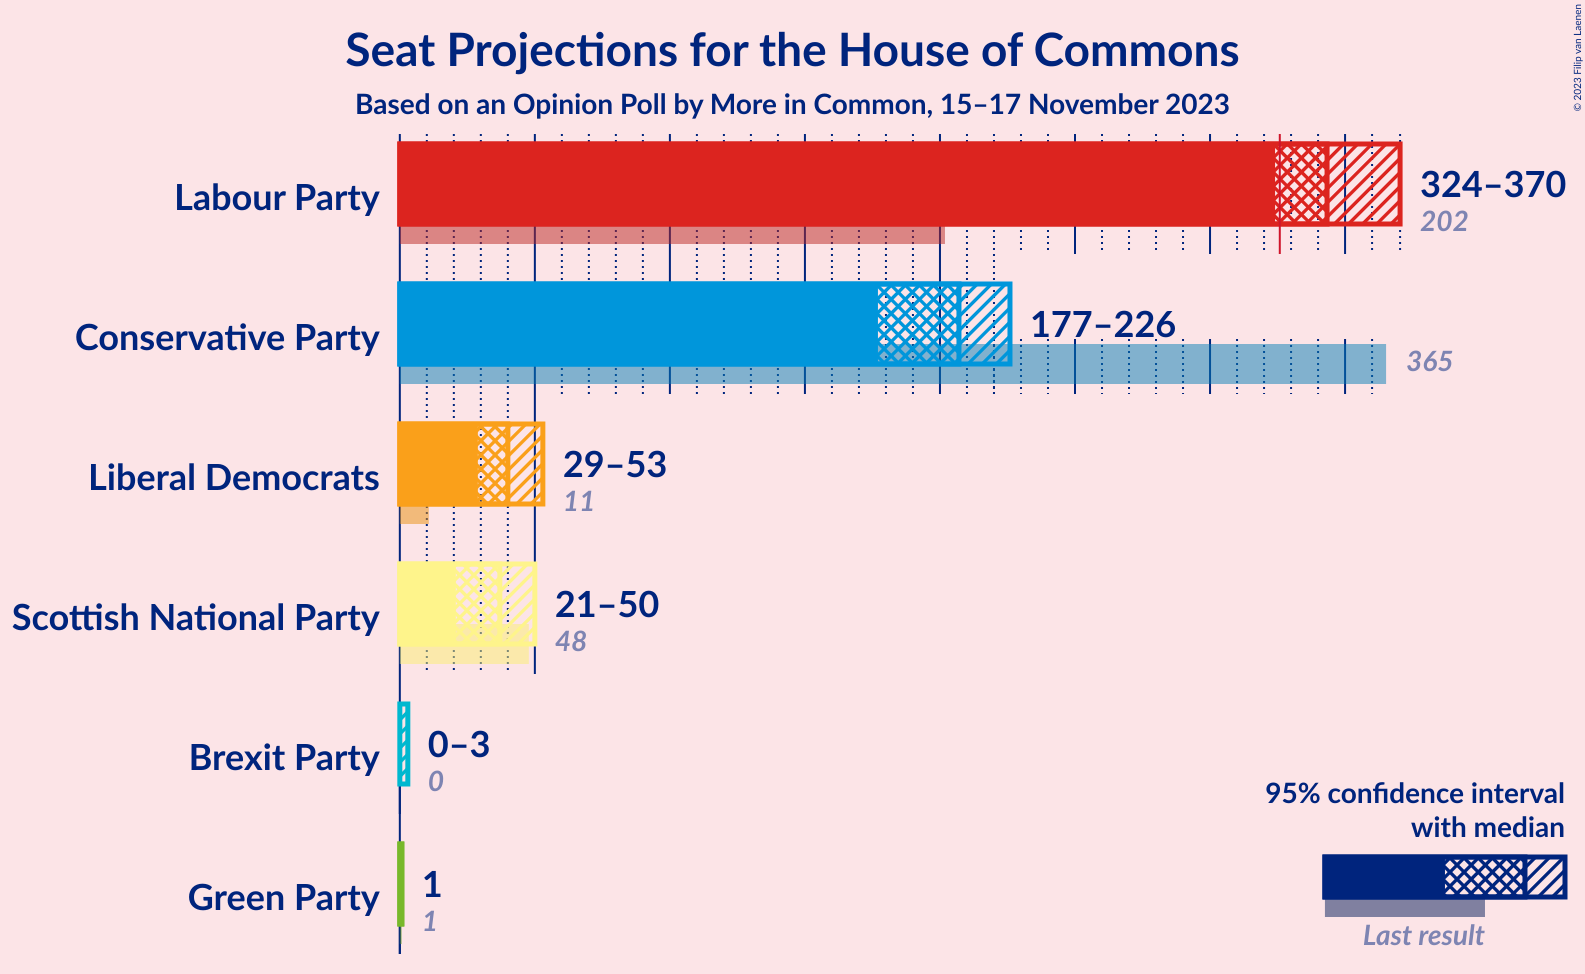 Seat Projections for the House of Commons
Based on an Opinion Poll by More in Common, 15–17 November 2023
© 2023 Filip van Laenen
Labour Party
324–370
202
Conservative Party
177–226
365
Liberal Democrats
29–53
11
Scottish National Party
21–50
48
Brexit Party
0–3
0
Green Party
1
1
95% confidence interval
with median
Last result